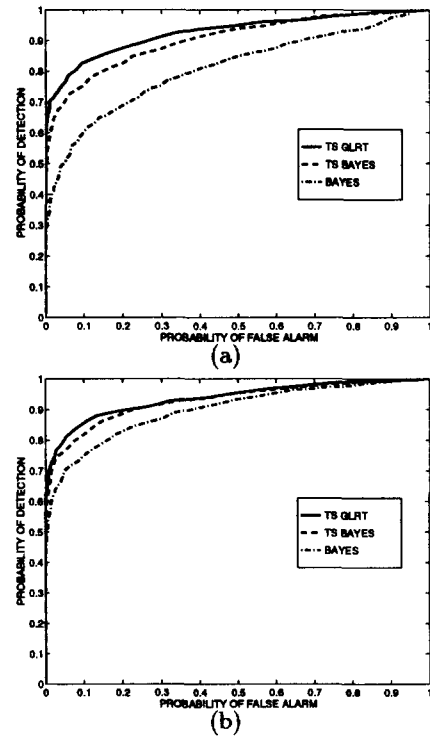 1
0.9
0.8
0.7
0.6
0.5
0.4
0.3
0.2
0.1
0
PROBABILITY OF DETECTION
TS GLRT
TS BAYES
BAYES
0 0.1 0.2 0.3 0.4 0.5 0.6 0.7 0.8 0.9 1
PROBABILITY OF FALSE ALARM
(a)
1
0.9
0.8
0.7
0.6
0.5
0.4
0.3
0.2
0.1
0
PROBABILITY OF DETECTION
TS GLRT
TS BAYES
BAYES
0 0.1 0.2 0.3 0.4 0.5 0.6 0.7 0.8 0.9 1
PROBABILITY OF FALSE ALARM
(b)